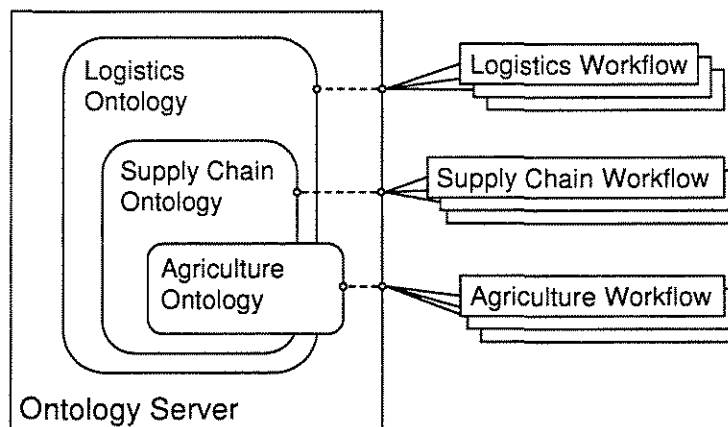 Logistics
Ontology
Logistics Workflow
Supply Chain
Ontology
Supply Chain Workflow
Agriculture
Ontology
Agriculture Workflow
Ontology Server